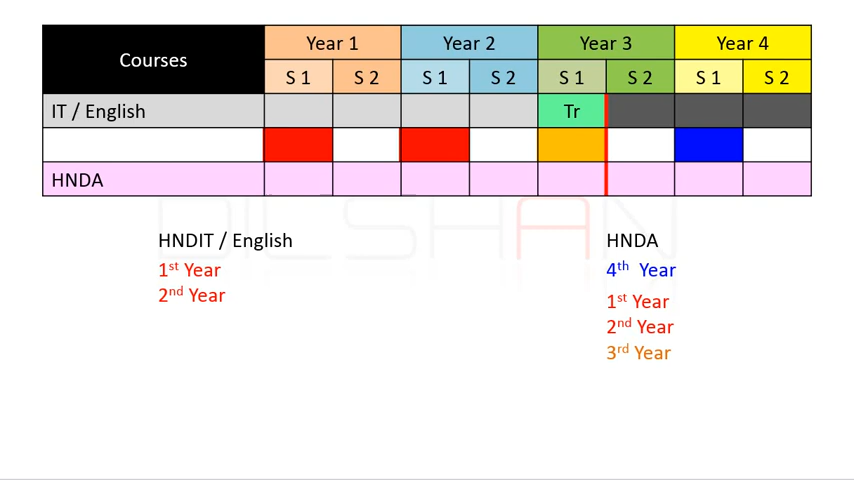 Courses Year 1 Year 2 Year 3 Year 4
S 1 S 2 S 1 S 2 S 1 S 2 S 1 S 2
IT / English Tr
HNDA
DILSHAN
HNDIT / English HNDA
1st Year 4th Year
2nd Year 1st Year
2nd Year
3rd Year